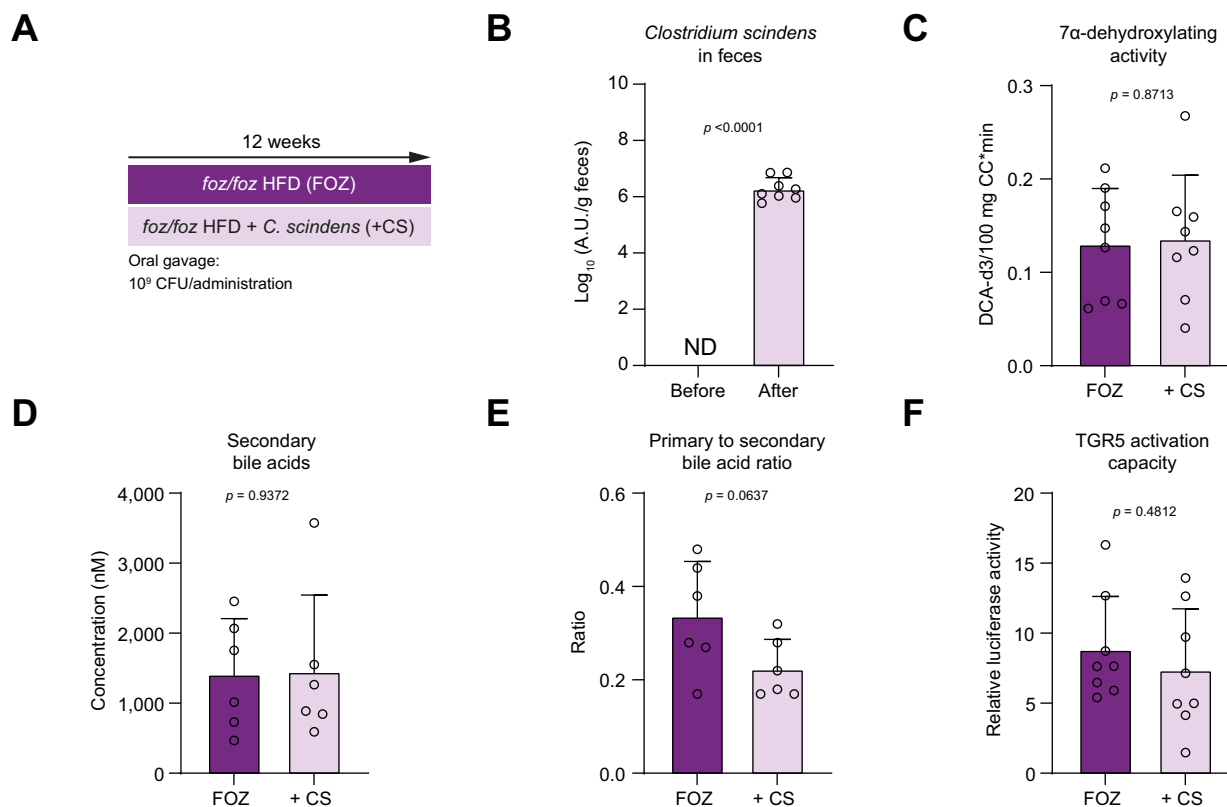 A
12 weeks
foz/foz HFD (FOZ)
foz/foz HFD + C. scindens (+CS)
Oral gavage:
10⁹ CFU/administration
B
Clostridium scindens
in feces
p <0.0001
Log₁₀ (A.U./g feces)
10
8
6
4
2
0
ND
Before
After
C
7α-dehydroxylating
activity
p = 0.8713
DCA-d3/100 mg CC*min
0.3
0.2
0.1
0.0
FOZ
+ CS
D
Secondary
bile acids
p = 0.9372
Concentration (nM)
4,000
3,000
2,000
1,000
0
FOZ
+ CS
E
Primary to secondary
bile acid ratio
p = 0.0637
Ratio
0.6
0.4
0.2
0.0
FOZ
+ CS
F
TGR5 activation
capacity
p = 0.4812
Relative luciferase activity
20
15
10
5
0
FOZ
+ CS